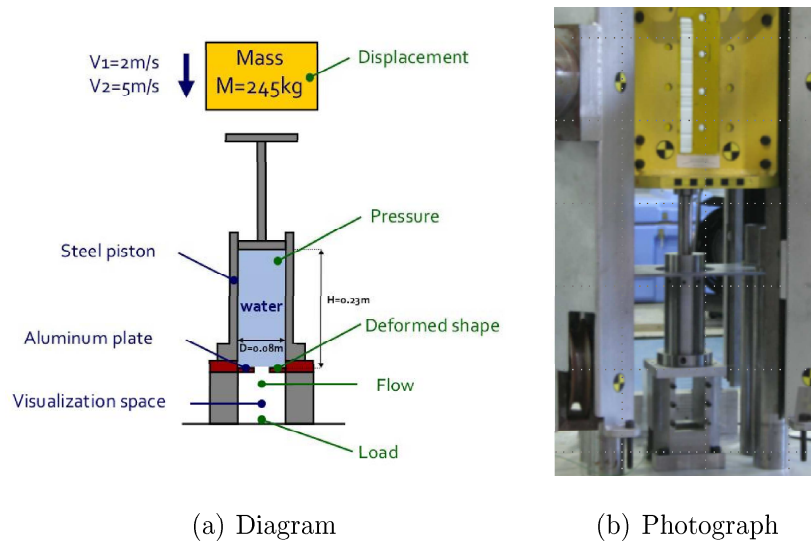 V1=2m/s
V2=5m/s
Mass
M=245kg
Displacement
Pressure
Steel piston
water
H=0.23m
Aluminum plate
D=0.08m
Deformed shape
Flow
Visualization space
Load
(a) Diagram
(b) Photograph